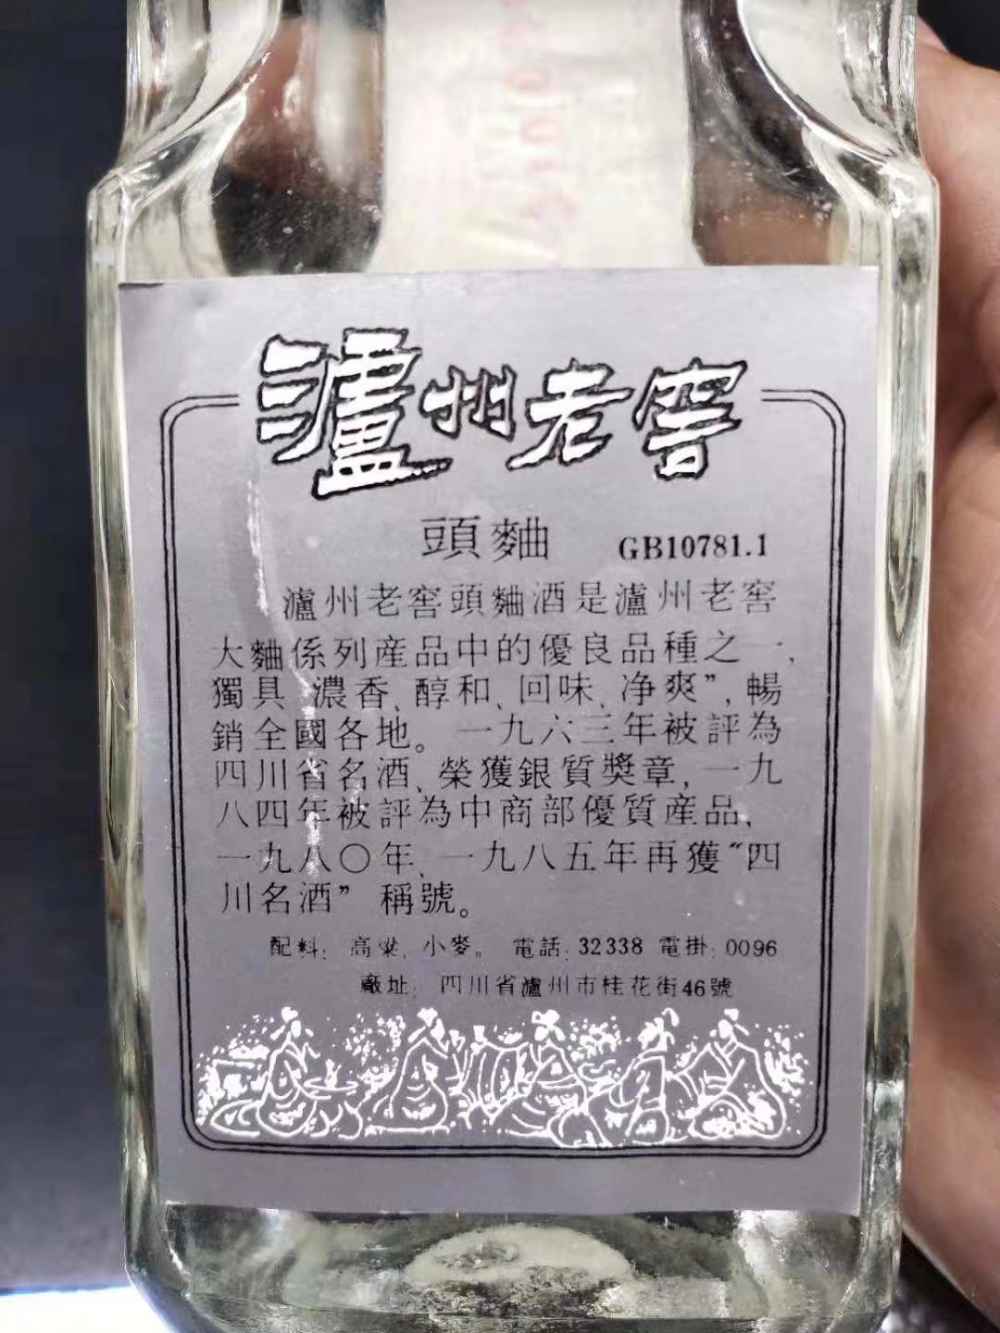 瀘州老窖
頭麯 GB10781.1
瀘州老窖頭麯酒是瀘州老窖
大麯係列産品中的優良品種之一，
獨具“濃香、醇和、回味、净爽”，暢
銷全國各地。一九六三年被評為
四川省名酒、榮獲銀質獎章，一九
八四年被評為中商部優質産品、
一九八〇年、一九八五年再獲“四
川名酒”稱號。
配料：高粱、小麥。 電話：32338 電掛：0096
廠址：四川省瀘州市桂花街46號